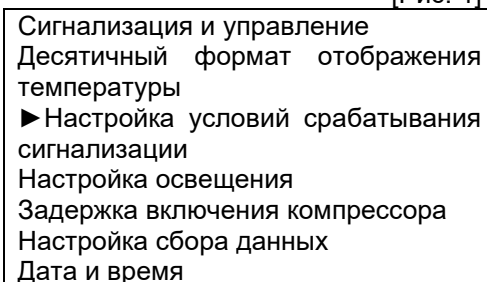 Сигнализация и управление
Десятичный формат отображения
температуры
►Настройка условий срабатывания
сигнализации
Настройка освещения
Задержка включения компрессора
Настройка сбора данных
Дата и время